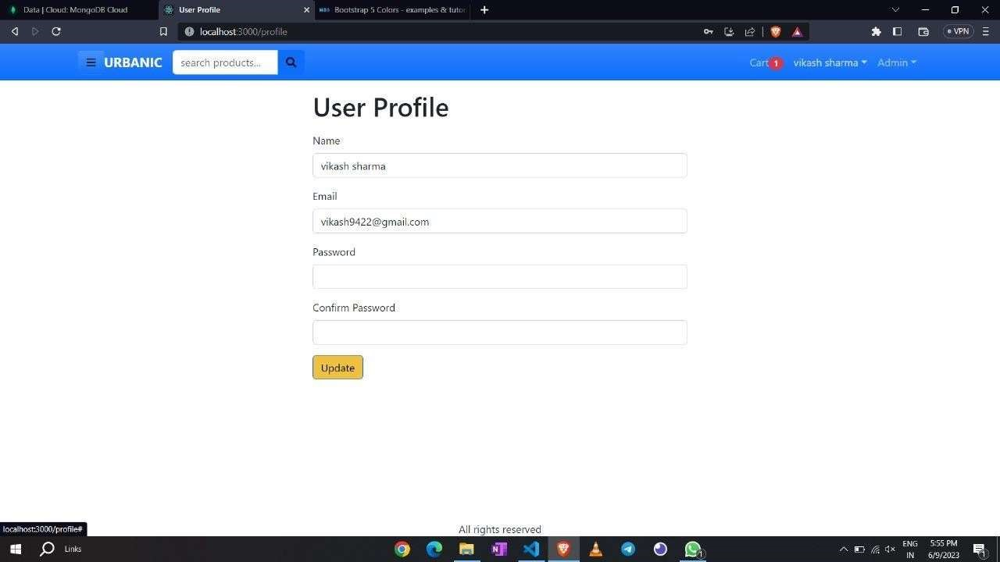 Data | Cloud: MongoDB Cloud
User Profile
Bootstrap 5 Colors - examples & tutor
localhost:3000/profile
VPN
URBANIC
search products...
Cart 1
vikash sharma
Admin
User Profile
Name
vikash sharma
Email
vikash9422@gmail.com
Password
Confirm Password
Update
All rights reserved
localhost:3000/profile#
Links
ENG
IN
5:55 PM
6/9/2023